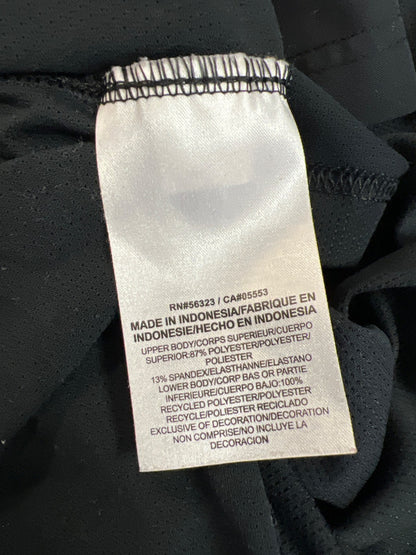 RN#56323 / CA#05553
MADE IN INDONESIA/FABRIQUE EN
INDONESIE/HECHO EN INDONESIA
UPPER BODY/CORPS SUPERIEUR/CUERPO
SUPERIOR:87% POLYESTER/POLYESTER/
POLIESTER
13% SPANDEX/ELASTHANNE/ELASTANO
LOWER BODY/CORP BAS OR PARTIE
INFERIEURE/CUERPO BAJO:100%
RECYCLED POLYESTER/POLYESTER
RECYCLE/POLIESTER RECICLADO
EXCLUSIVE OF DECORATION/DECORATION
NON COMPRISE/NO INCLUYE LA
DECORACION